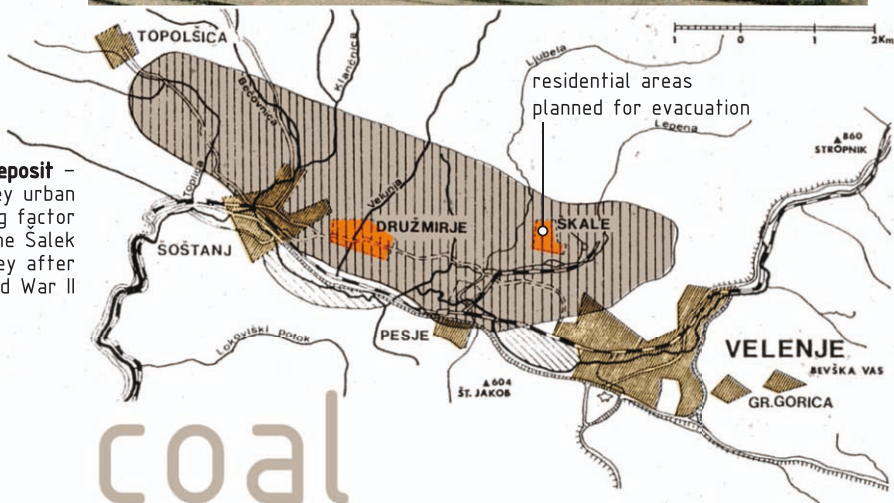 TOPOLŠICA
1 0 1 2Km
Ljubela
Klančnica
Bečovnica
residential areas
planned for evacuation
Lepena
860
STROPNIK
eposit –
ey urban
g factor
ne Šalek
ey after
d War II
Toplica
Velunja
DRUŽMIRJE
ŠKALE
ŠOŠTANJ
PESJE
Lokoviški Potok
VELENJE
BEVŠKA VAS
604
ŠT. JAKOB
GR.GORICA
coal